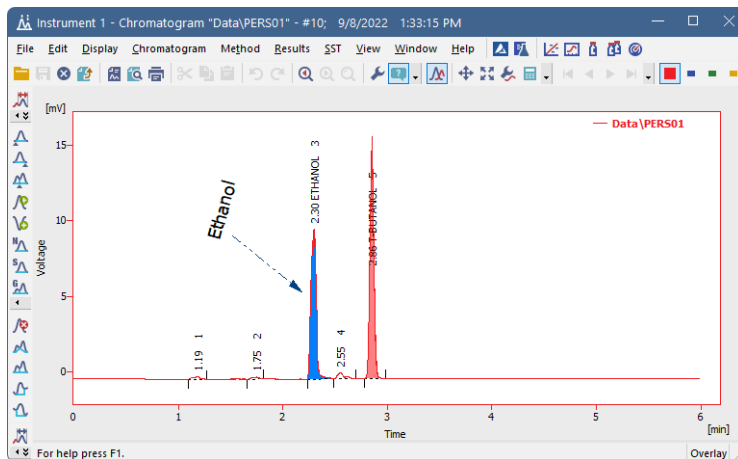 Instrument 1 - Chromatogram "Data\PERS01" - #10; 9/8/2022 1:33:15 PM
File Edit Display Chromatogram Method Results SST View Window Help
[mV]
Data\PERS01
15
10
5
0
Voltage
Ethanol
1.19 1
1.75 2
2.30 ETHANOL 3
2.55 4
2.86 T-BUTANOL 5
0 1 2 3 4 5 6
Time
[min]
For help press F1.
Overlay